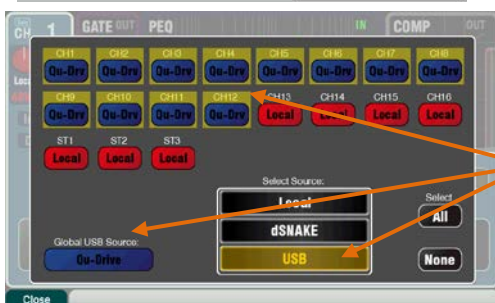 CH 1 GATE OUT PEQ IN COMP OUT
CH1 CH2 CH3 CH4 CH5 CH6 CH7 CH8
Qu-Drv Qu-Drv Qu-Drv Qu-Drv Qu-Drv Qu-Drv Qu-Drv Qu-Drv
CH9 CH10 CH11 CH12 CH13 CH14 CH15 CH16
Qu-Drv Qu-Drv Qu-Drv Qu-Drv Local Local Local Local
ST1 ST2 ST3
Local Local Local
Select Source:
Local
dSNAKE
USB
Select
All
None
Global USB Source:
Qu-Drive
Close